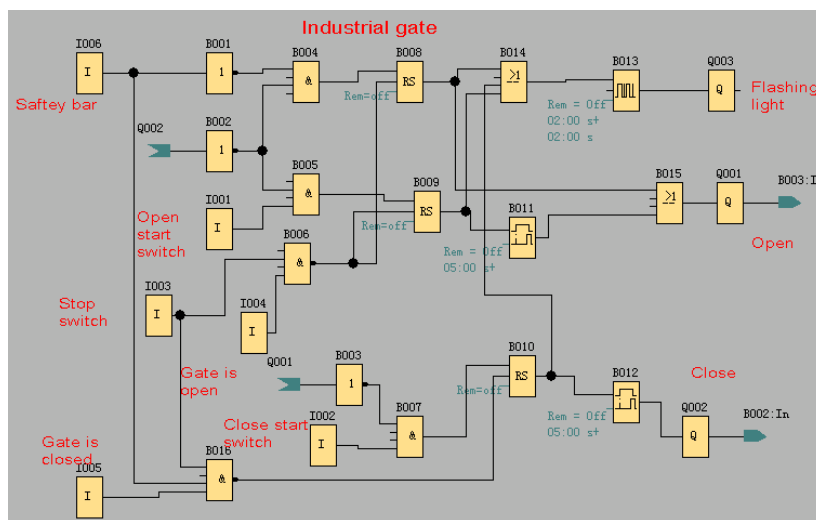 Industrial gate
I006
B001
B004
B008
B014
B013
Q003
I
1
&
RS
≥1
Q
Saftey bar
Rem=off
Rem = Off
02:00 s+
02:00 s
Flashing
light
Q002
B002
1
B005
&
B009
RS
Rem=off
B011
Rem = Off
05:00 s+
B015
≥1
Q001
Q
B003:I
Open
I001
I
Open
start
switch
B006
&
I003
I
Stop
switch
I004
I
Gate is
open
Q001
B003
1
B010
RS
Rem=off
B012
Rem = Off
05:00 s+
Close
Q002
Q
B002:In
I002
I
Close start
switch
B007
&
Gate is
closed
I005
I
B016
&